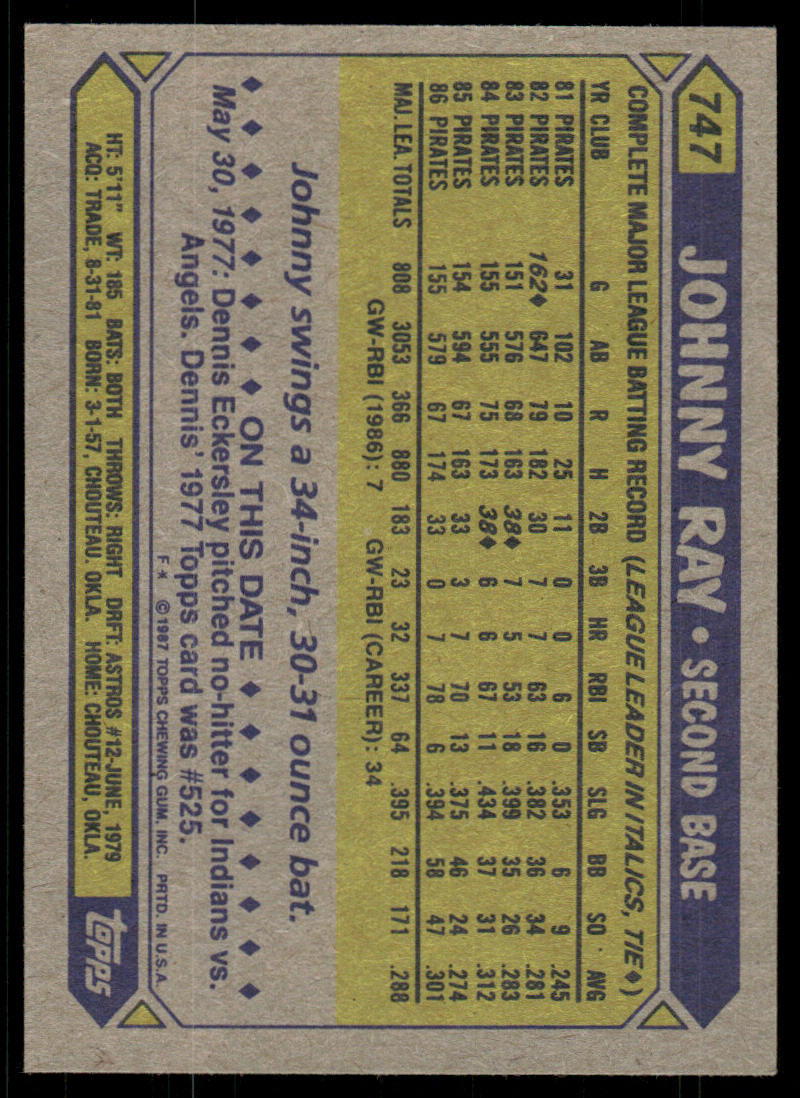 747 JOHNNY RAY • SECOND BASE
COMPLETE MAJOR LEAGUE BATTING RECORD (LEAGUE LEADER IN ITALICS, TIE ♦)
YR CLUB G AB R H 2B 3B HR RBI SB SLG BB SO AVG
81 PIRATES 31 102 10 25 11 0 0 6 0 .353 6 9 .245
82 PIRATES 162♦ 647 79 182 30 7 7 63 16 .382 36 34 .281
83 PIRATES 151 576 68 163 38♦ 7 5 53 18 .399 35 26 .283
84 PIRATES 155 555 75 173 38♦ 6 6 67 11 .434 37 31 .312
85 PIRATES 154 594 67 163 33 3 7 70 13 .375 46 24 .274
86 PIRATES 155 579 67 174 33 0 7 78 6 .394 58 47 .301
MAJ. LEA. TOTALS 808 3053 366 880 183 23 32 337 64 .395 218 171 .288
GW-RBI (1986): 7 GW-RBI (CAREER): 34
Johnny swings a 34-inch, 30-31 ounce bat.
♦ ♦ ♦ ♦ ♦ ♦ ♦ ♦ ON THIS DATE ♦ ♦ ♦ ♦ ♦ ♦ ♦ ♦
May 30, 1977: Dennis Eckersley pitched no-hitter for Indians vs.
Angels. Dennis' 1977 Topps card was #525.
F* © 1987 TOPPS CHEWING GUM, INC. PRTD. IN U.S.A.
HT: 5'11" WT: 185 BATS: BOTH THROWS: RIGHT DRFT: ASTROS #12-JUNE, 1979
ACQ: TRADE, 8-31-81 BORN: 3-1-57, CHOUTEAU. OKLA. HOME: CHOUTEAU, OKLA.
topps